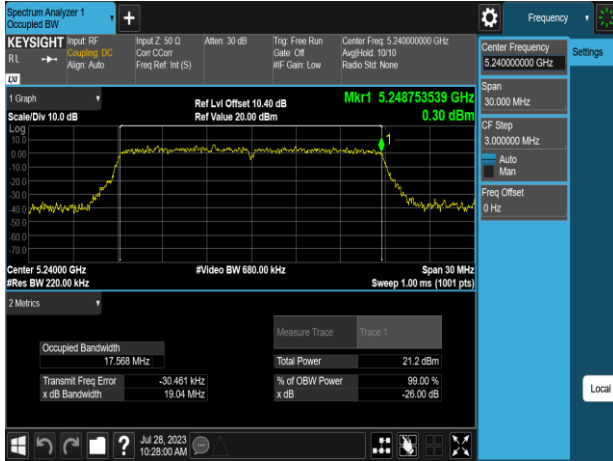 Spectrum Analyzer 1
Occupied BW
Frequency
KEYSIGHT
Input: RF
Coupling: DC
Align: Auto
RL
LXI
Input Z: 50 Ω
Corr CCorr
Freq Ref: Int (S)
Atten: 30 dB
Trig: Free Run
Gate: Off
#IF Gain: Low
Center Freq: 5.240000000 GHz
Avg|Hold: 10/10
Radio Std: None
Center Frequency
5.240000000 GHz
Settings
Span
30.000 MHz
CF Step
3.000000 MHz
Auto
Man
Freq Offset
0 Hz
Local
1 Graph
Scale/Div 10.0 dB
Ref Lvl Offset 10.40 dB
Ref Value 20.00 dBm
Mkr1 5.248753539 GHz
0.30 dBm
Log
10.0
0.00
-10.0
-20.0
-30.0
-40.0
-50.0
-60.0
-70.0
1
Center 5.24000 GHz
#Res BW 220.00 kHz
#Video BW 680.00 kHz
Span 30 MHz
Sweep 1.00 ms (1001 pts)
2 Metrics
Measure Trace
Trace 1
Occupied Bandwidth
17.568 MHz
Total Power
21.2 dBm
Transmit Freq Error
-30.461 kHz
% of OBW Power
99.00 %
x dB Bandwidth
19.04 MHz
x dB
-26.00 dB
?
Jul 28, 2023
10:28:00 AM